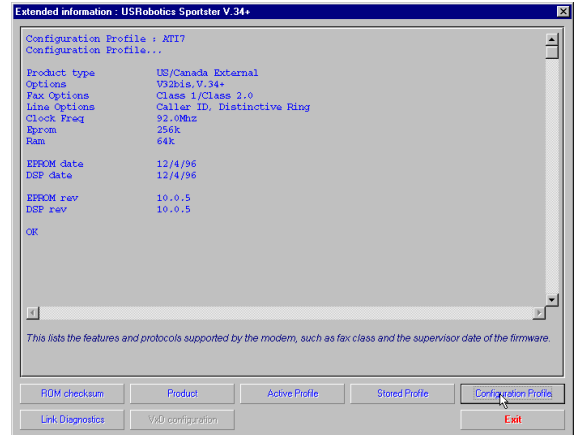 Extended information : USRobotics Sportster V.34+
Configuration Profile : ATI7
Configuration Profile...
Product type US/Canada External
Options V32bis,V.34+
Fax Options Class 1/Class 2.0
Line Options Caller ID, Distinctive Ring
Clock Freq 92.0Mhz
Eprom 256k
Ram 64k
EPROM date 12/4/96
DSP date 12/4/96
EPROM rev 10.0.5
DSP rev 10.0.5
OK
This lists the features and protocols supported by the modem, such as fax class and the supervisor date of the firmware.
ROM checksum Product Active Profile Stored Profile Configuration Profile
Link Diagnostics VxD configuration Exit